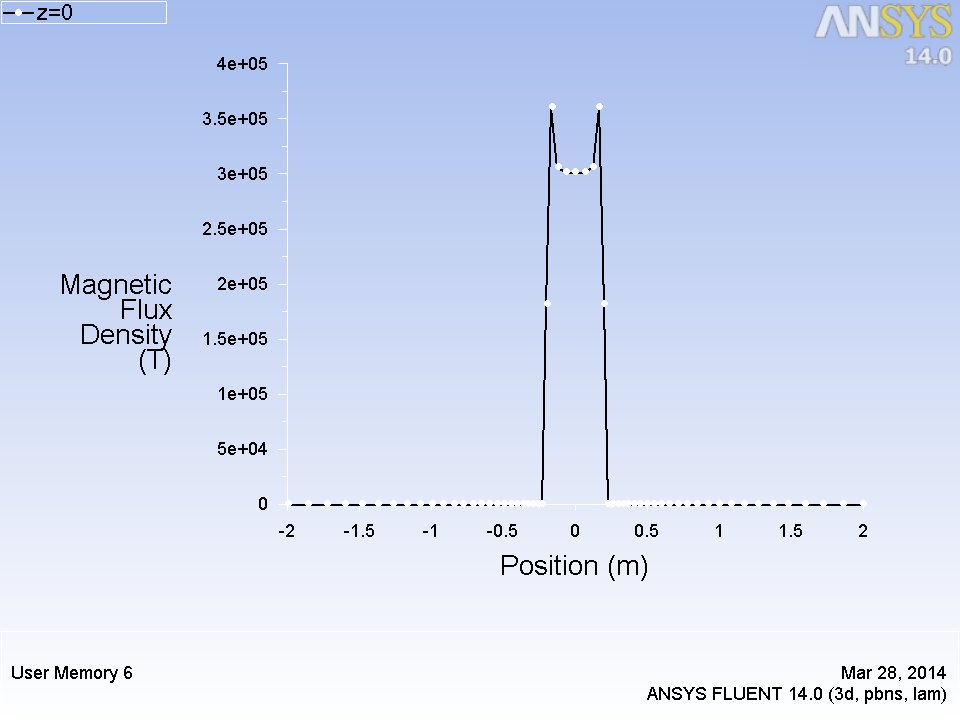 z=0
ANSYS
14.0
4e+05
3.5e+05
3e+05
2.5e+05
2e+05
1.5e+05
1e+05
5e+04
0
Magnetic
Flux
Density
(T)
-2 -1.5 -1 -0.5 0 0.5 1 1.5 2
Position (m)
User Memory 6
Mar 28, 2014
ANSYS FLUENT 14.0 (3d, pbns, lam)